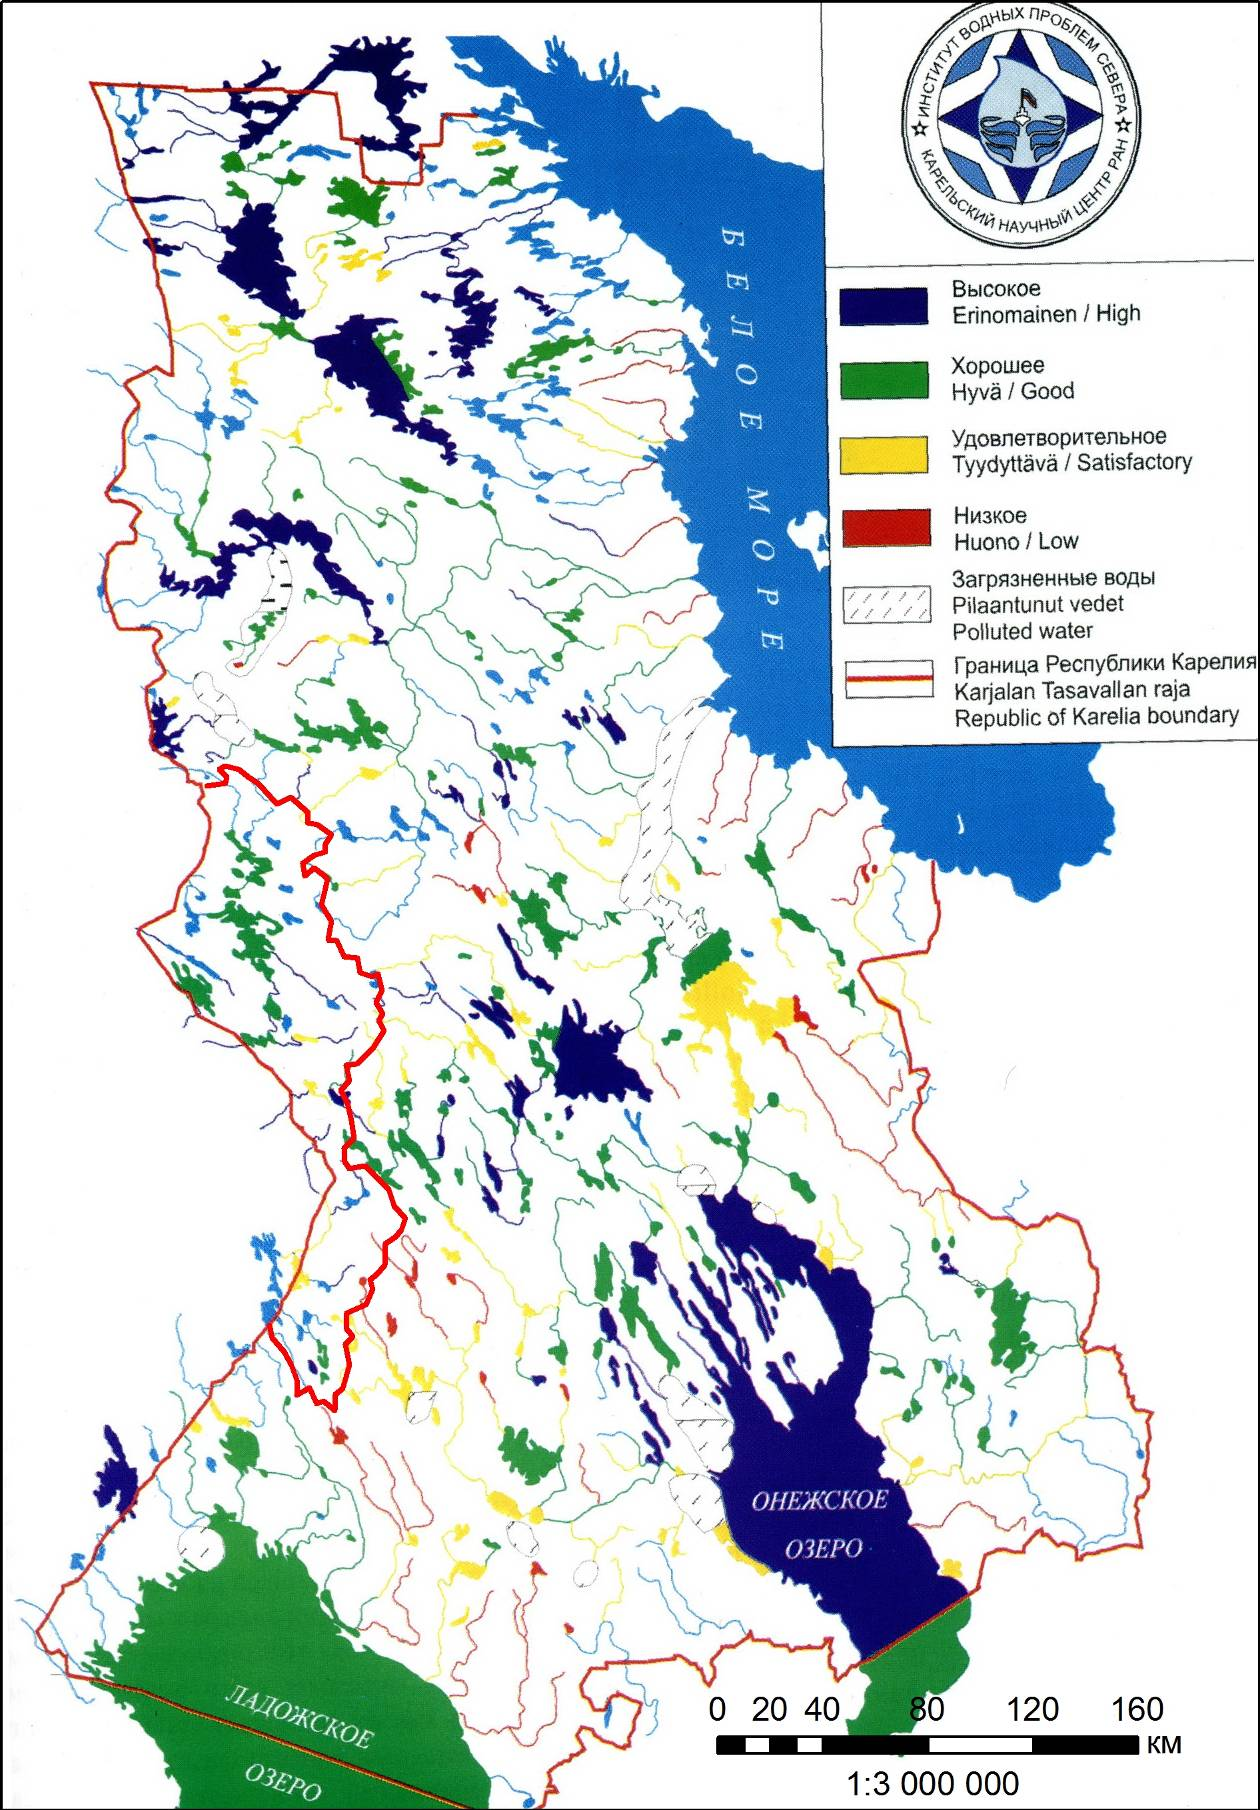 ИНСТИТУТ ВОДНЫХ ПРОБЛЕМ СЕВЕРА
КАРЕЛЬСКИЙ НАУЧНЫЙ ЦЕНТР РАН
Высокое
Erinomainen / High
Хорошее
Hyvä / Good
Удовлетворительное
Tyydyttävä / Satisfactory
Низкое
Huono / Low
Загрязненные воды
Pilaantunut vedet
Polluted water
Граница Республики Карелия
Karjalan Tasavallan raja
Republic of Karelia boundary
БЕЛОЕ МОРЕ
ОНЕЖСКОЕ
ОЗЕРО
ЛАДОЖСКОЕ
ОЗЕРО
0 20 40 80 120 160
км
1:3 000 000